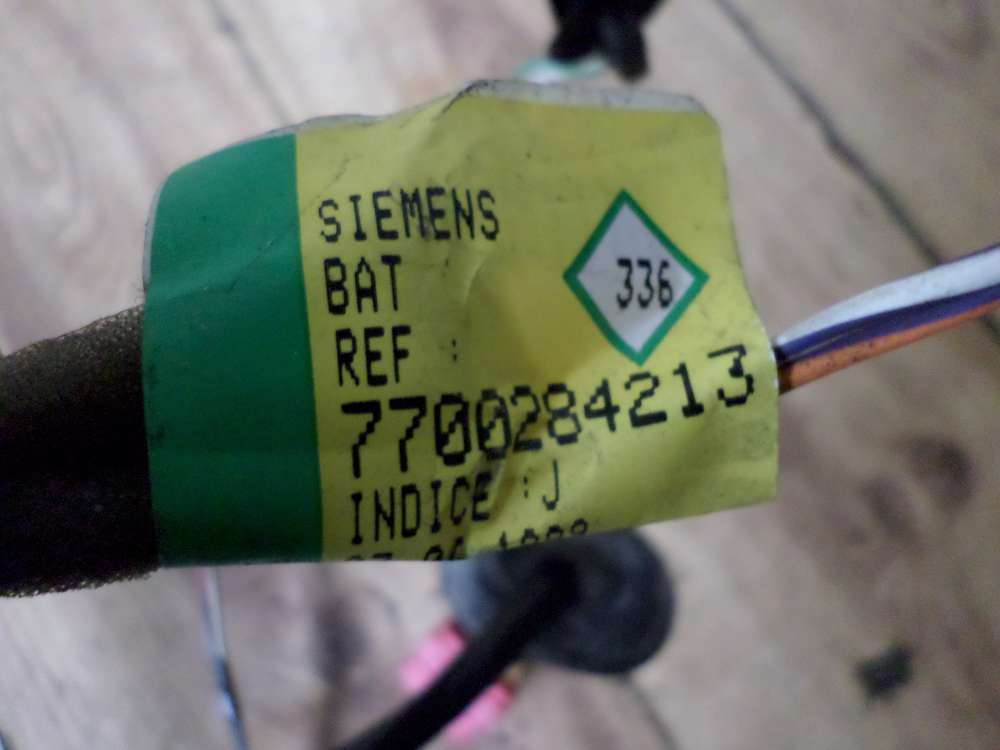 SIEMENS
BAT
336
REF :
7700284213
INDICE : J